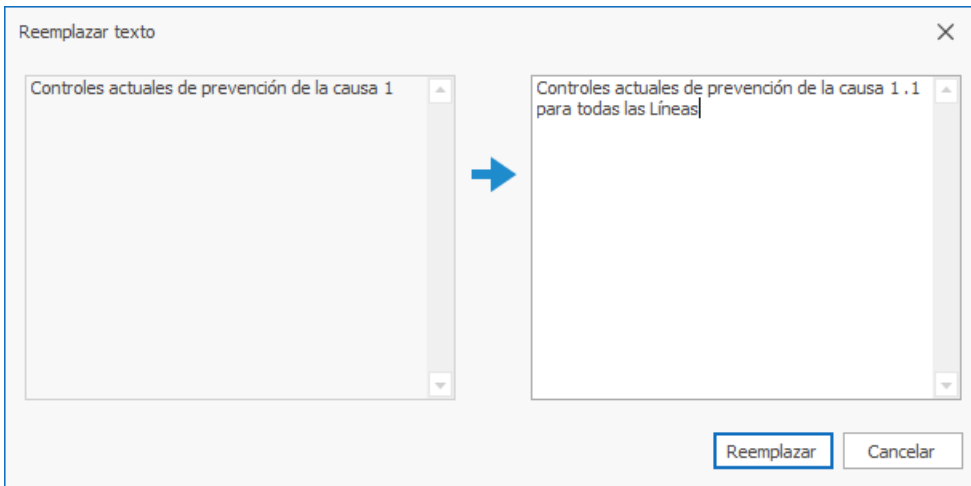 Reemplazar texto
Controles actuales de prevención de la causa 1
Controles actuales de prevención de la causa 1.1
para todas las Líneas
Reemplazar
Cancelar